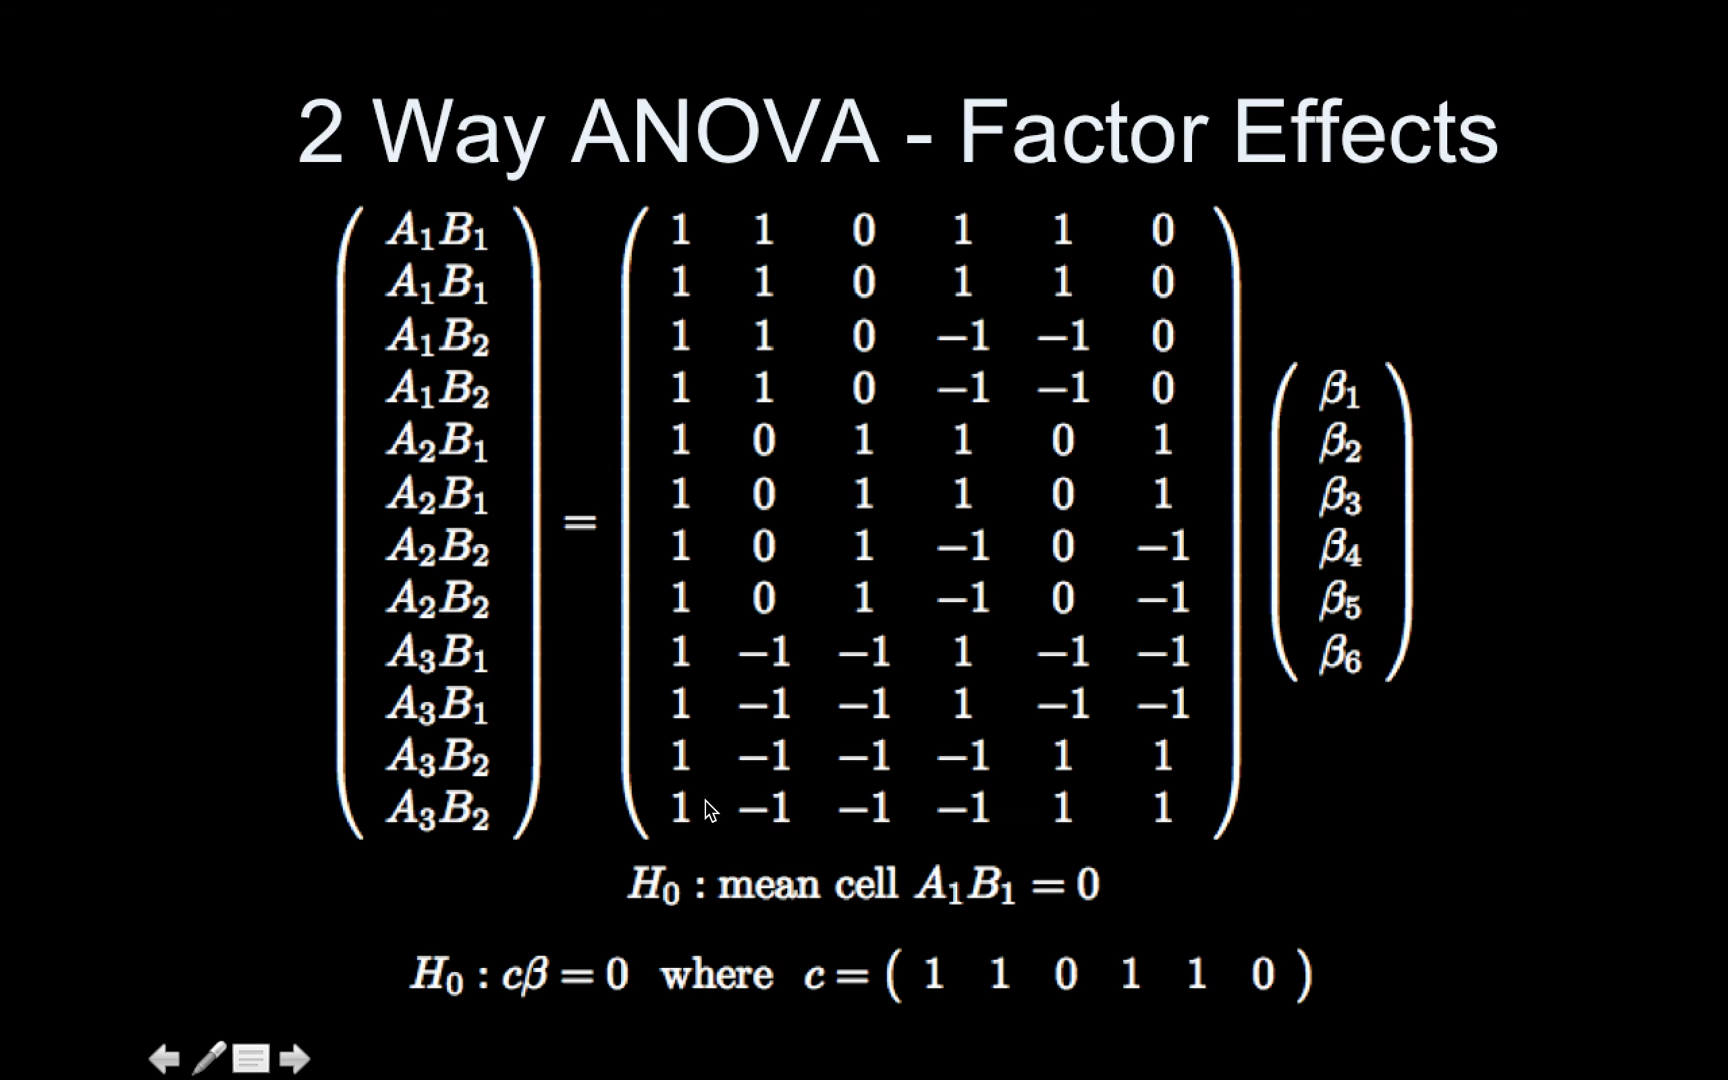 2 Way ANOVA - Factor Effects
A₁B₁ 1 1 0 1 1 0
A₁B₁ 1 1 0 1 1 0
A₁B₂ 1 1 0 −1 −1 0
A₁B₂ 1 1 0 −1 −1 0 β₁
A₂B₁ 1 0 1 1 0 1 β₂
A₂B₁ 1 0 1 1 0 1 β₃
=
A₂B₂ 1 0 1 −1 0 −1 β₄
A₂B₂ 1 0 1 −1 0 −1 β₅
A₃B₁ 1 −1 −1 1 −1 −1 β₆
A₃B₁ 1 −1 −1 1 −1 −1
A₃B₂ 1 −1 −1 −1 1 1
A₃B₂ 1 −1 −1 −1 1 1
H₀ : mean cell A₁B₁ = 0
H₀ : cβ = 0 where c = ( 1 1 0 1 1 0 )